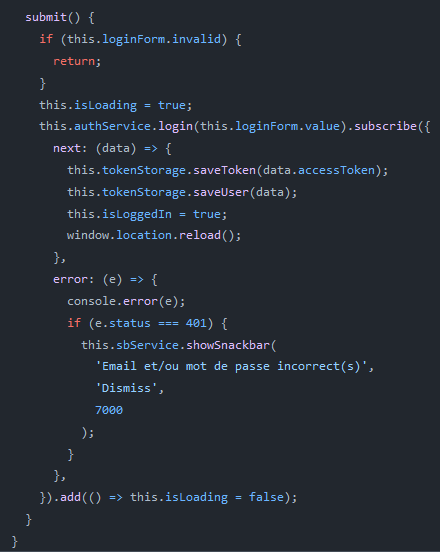 submit() {
if (this.loginForm.invalid) {
return;
}
this.isLoading = true;
this.authService.login(this.loginForm.value).subscribe({
next: (data) => {
this.tokenStorage.saveToken(data.accessToken);
this.tokenStorage.saveUser(data);
this.isLoggedIn = true;
window.location.reload();
},
error: (e) => {
console.error(e);
if (e.status === 401) {
this.sbService.showSnackbar(
'Email et/ou mot de passe incorrect(s)',
'Dismiss',
7000
);
}
},
}).add(() => this.isLoading = false);
}
}